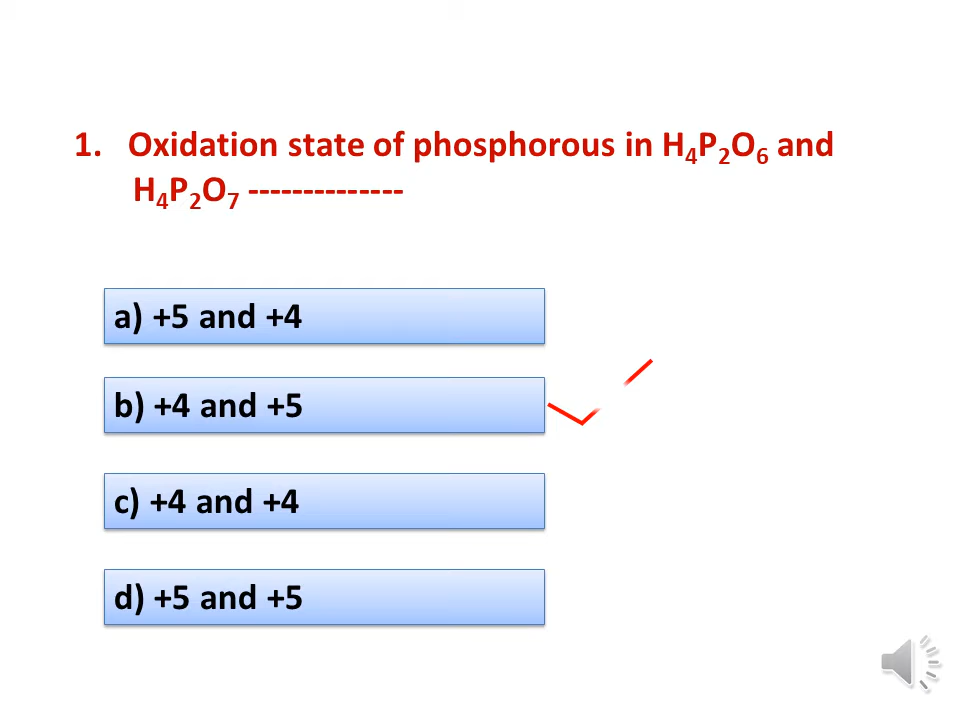 1. Oxidation state of phosphorous in H₄P₂O₆ and
H₄P₂O₇ --------------
a) +5 and +4
b) +4 and +5
c) +4 and +4
d) +5 and +5